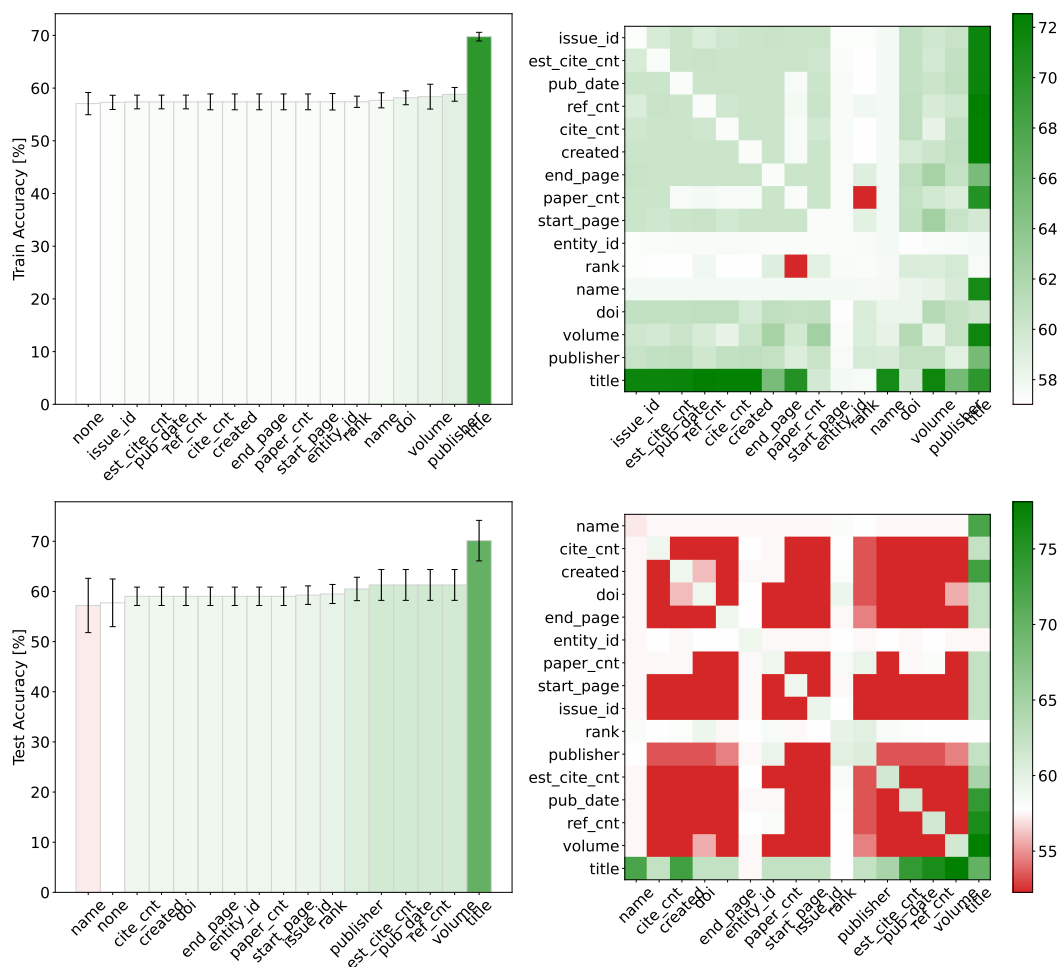 Train Accuracy [%]
70
60
50
40
30
20
10
0
none
issue_id
est_cite_cnt
pub_date
ref_cnt
cite_cnt
created
end_page
paper_cnt
start_page
entity_id
rank
name
doi
volume
publisher
title
issue_id
est_cite_cnt
pub_date
ref_cnt
cite_cnt
created
end_page
paper_cnt
start_page
entity_id
rank
name
doi
volume
publisher
title
issue_id
est_cite_cnt
pub_date
ref_cnt
cite_cnt
created
end_page
paper_cnt
start_page
entity_id
rank
name
doi
volume
publisher
title
72
70
68
66
64
62
60
58
Test Accuracy [%]
70
60
50
40
30
20
10
0
name
none
cite_cnt
created
doi
end_page
entity_id
paper_cnt
start_page
issue_id
rank
publisher
est_cite_cnt
pub_date
ref_cnt
volume
title
name
cite_cnt
created
doi
end_page
entity_id
paper_cnt
start_page
issue_id
rank
publisher
est_cite_cnt
pub_date
ref_cnt
volume
title
name
cite_cnt
created
doi
end_page
entity_id
paper_cnt
start_page
issue_id
rank
publisher
est_cite_cnt
pub_date
ref_cnt
volume
title
75
70
65
60
55